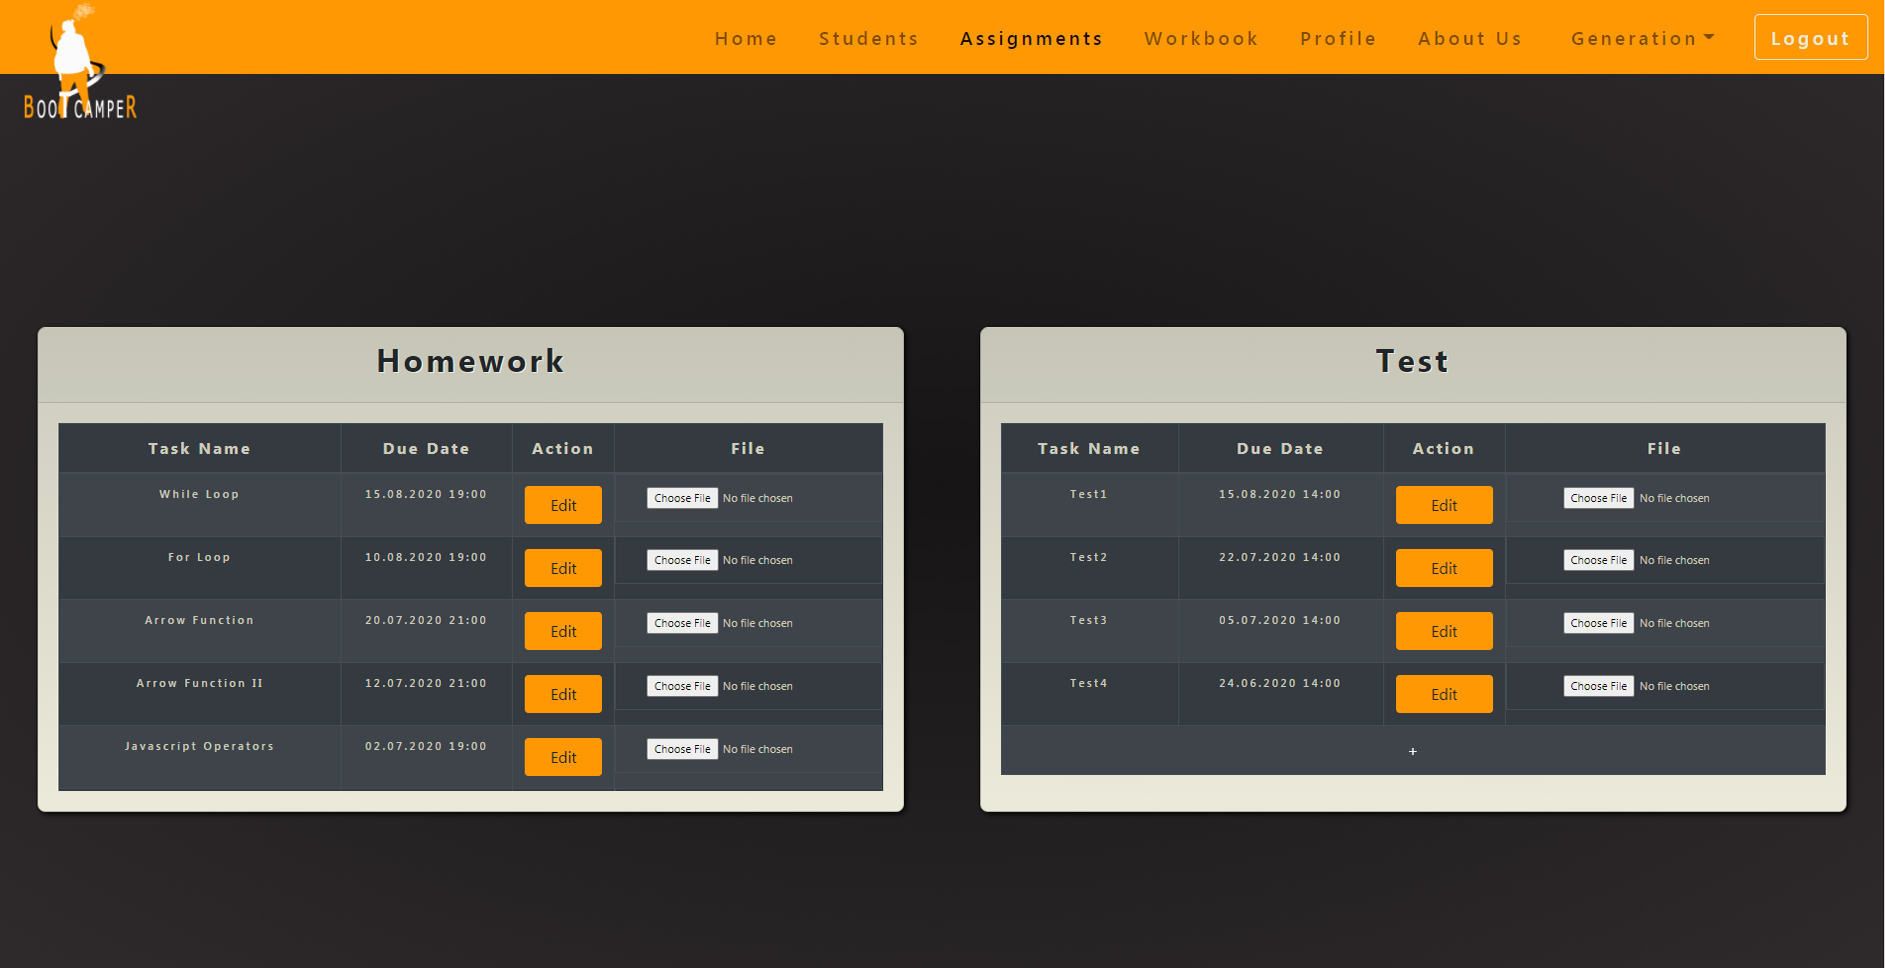 Home Students Assignments Workbook Profile About Us Generation Logout
BOOTCAMPER
Homework
Task Name Due Date Action File
While Loop 15.08.2020 19:00 Edit Choose File No file chosen
For Loop 10.08.2020 19:00 Edit Choose File No file chosen
Arrow Function 20.07.2020 21:00 Edit Choose File No file chosen
Arrow Function II 12.07.2020 21:00 Edit Choose File No file chosen
Javascript Operators 02.07.2020 19:00 Edit Choose File No file chosen
Test
Task Name Due Date Action File
Test1 15.08.2020 14:00 Edit Choose File No file chosen
Test2 22.07.2020 14:00 Edit Choose File No file chosen
Test3 05.07.2020 14:00 Edit Choose File No file chosen
Test4 24.06.2020 14:00 Edit Choose File No file chosen
+